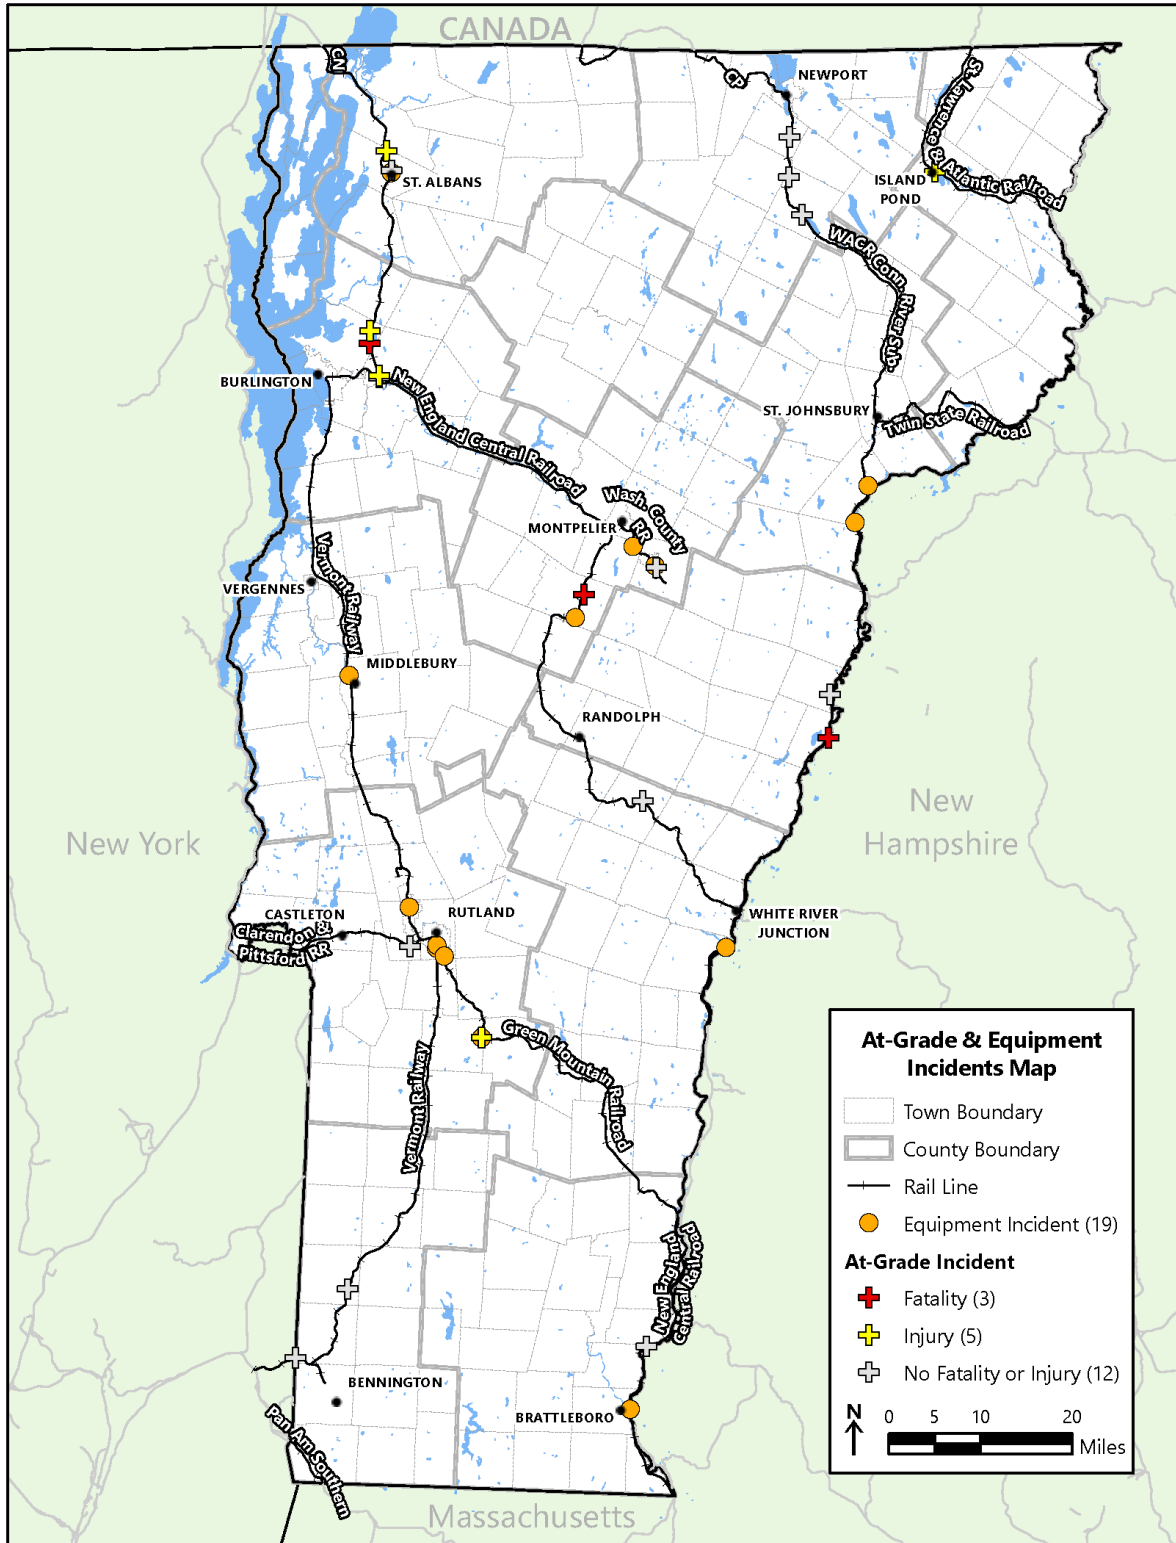 CANADA
CN
CP
NEWPORT
St. Lawrence & Atlantic Railroad
ST. ALBANS
ISLAND
POND
WACR Conn. River Sub.
BURLINGTON
New England Central Railroad
ST. JOHNSBURY
Twin State Railroad
Wash. County
RR
MONTPELIER
Vermont Railway
VERGENNES
MIDDLEBURY
RANDOLPH
New York
New
Hampshire
CASTLETON
RUTLAND
WHITE RIVER
JUNCTION
Clarendon &
Pittsford RR
Green Mountain Railroad
Vermont Railway
New England
Central Railroad
BENNINGTON
BRATTLEBORO
Pan Am Southern
Massachusetts
At-Grade & Equipment
Incidents Map
Town Boundary
County Boundary
Rail Line
Equipment Incident (19)
At-Grade Incident
Fatality (3)
Injury (5)
No Fatality or Injury (12)
N
0 5 10 20
Miles